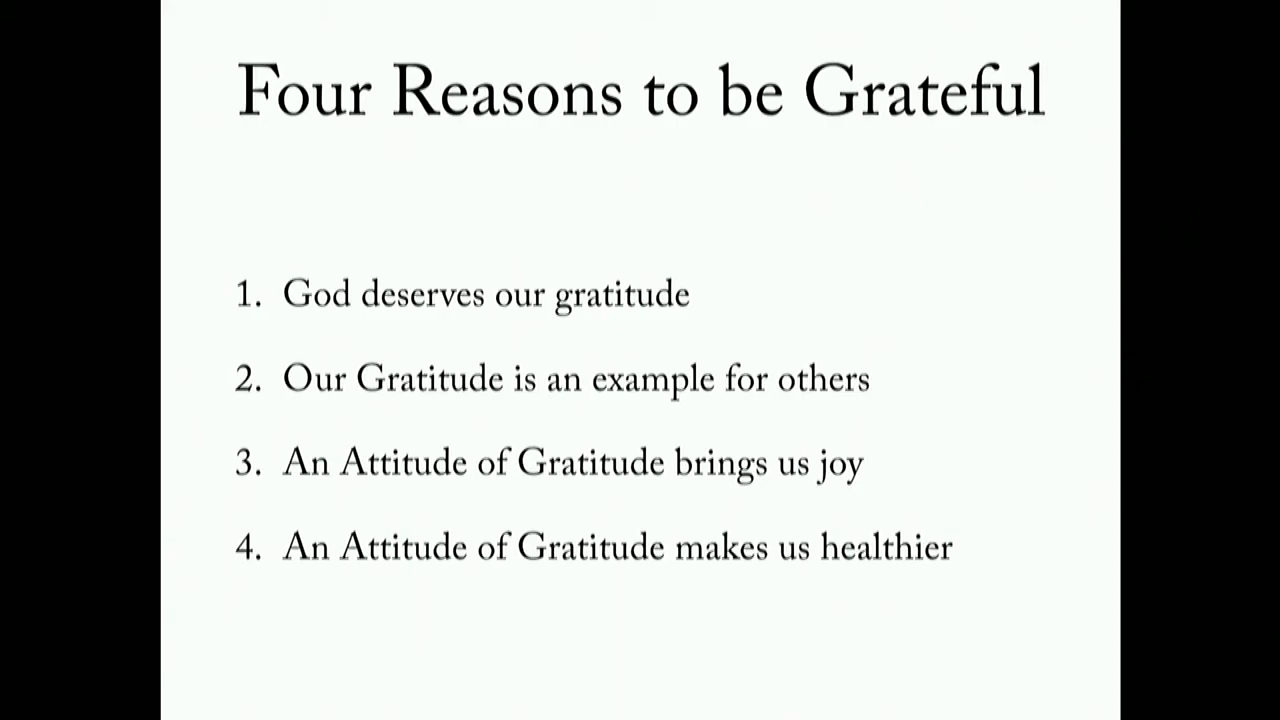 Four Reasons to be Grateful
1. God deserves our gratitude
2. Our Gratitude is an example for others
3. An Attitude of Gratitude brings us joy
4. An Attitude of Gratitude makes us healthier